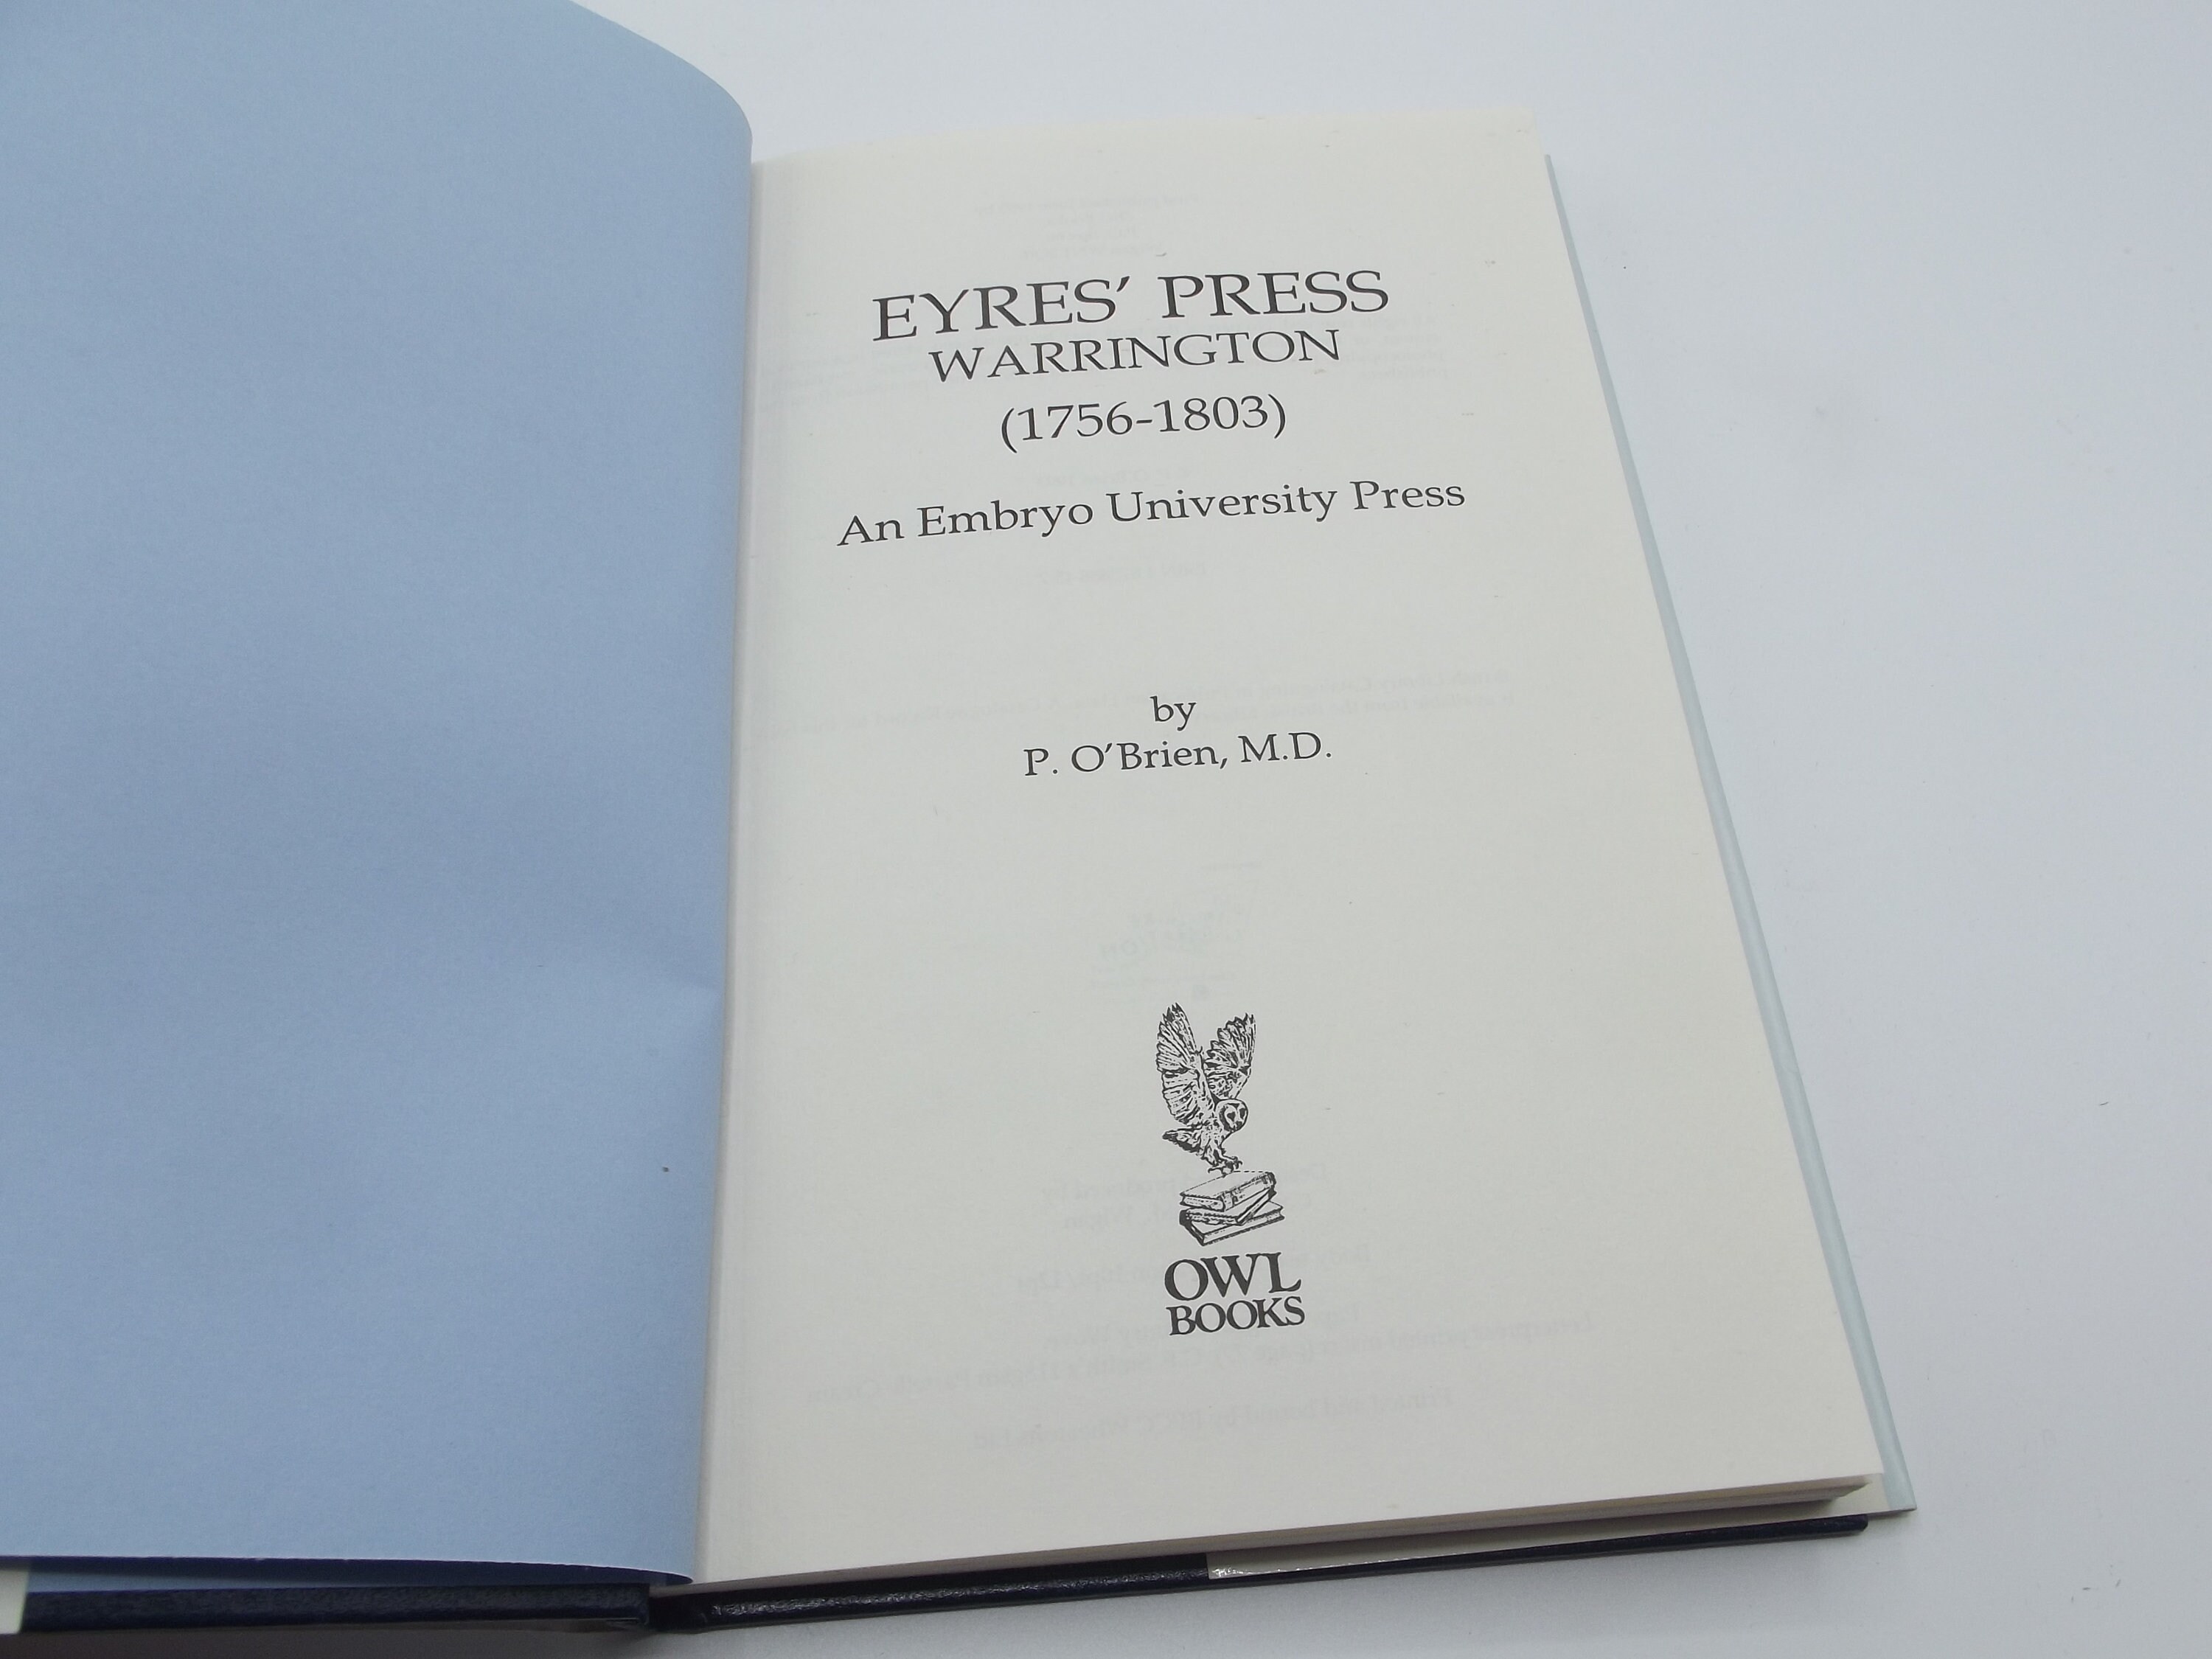 EYRES' PRESS
WARRINGTON
(1756-1803)
An Embryo University Press
by
P. O'Brien, M.D.
OWL
BOOKS